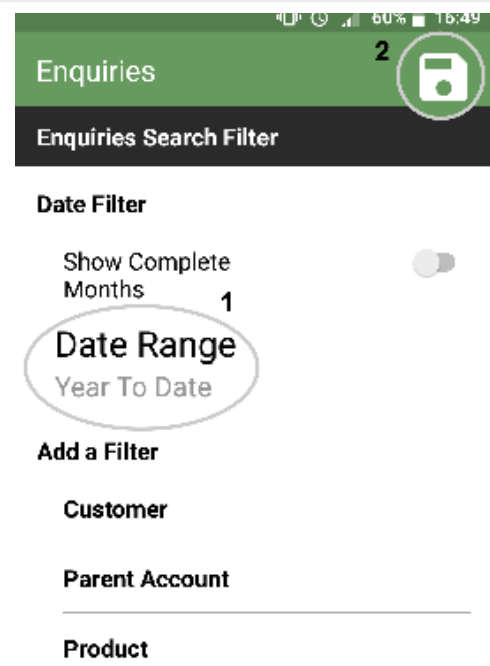 60% 16:49
Enquiries
2
Enquiries Search Filter
Date Filter
Show Complete
Months
1
Date Range
Year To Date
Add a Filter
Customer
Parent Account
Product